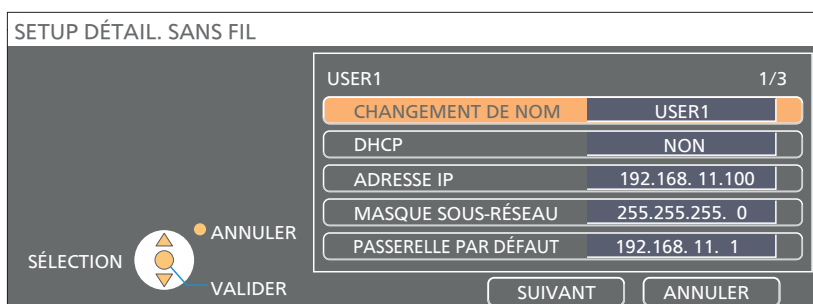 SETUP DÉTAIL. SANS FIL
USER1 1/3
CHANGEMENT DE NOM USER1
DHCP NON
ADRESSE IP 192.168. 11.100
MASQUE SOUS-RÉSEAU 255.255.255. 0
PASSERELLE PAR DÉFAUT 192.168. 11. 1
ANNULER
SÉLECTION
VALIDER
SUIVANT ANNULER